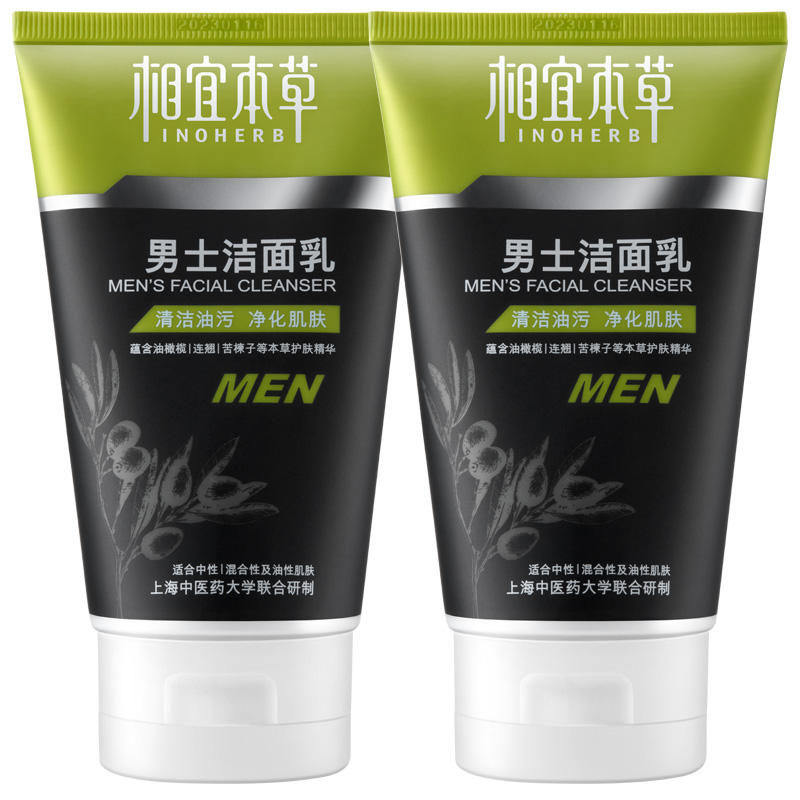 20230116
相宜本草
INOHERB
男士洁面乳
MEN'S FACIAL CLEANSER
清洁油污 净化肌肤
蕴含油橄榄|连翘|苦楝子等本草护肤精华
MEN
适合中性|混合性及油性肌肤
上海中医药大学联合研制
20230116
相宜本草
INOHERB
男士洁面乳
MEN'S FACIAL CLEANSER
清洁油污 净化肌肤
蕴含油橄榄|连翘|苦楝子等本草护肤精华
MEN
适合中性|混合性及油性肌肤
上海中医药大学联合研制